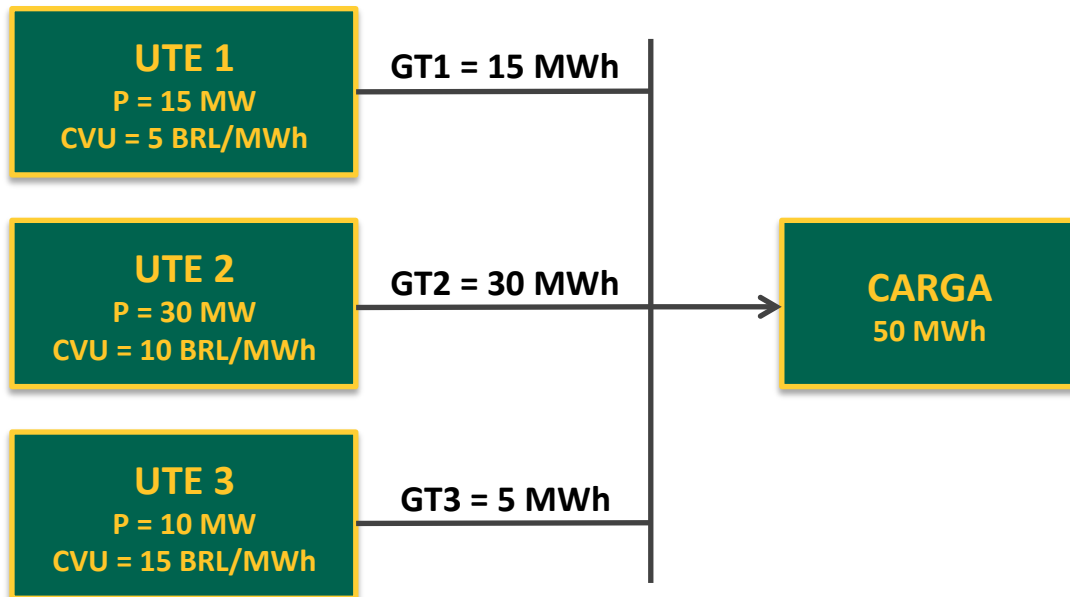 UTE 1
P = 15 MW
CVU = 5 BRL/MWh
GT1 = 15 MWh
UTE 2
P = 30 MW
CVU = 10 BRL/MWh
GT2 = 30 MWh
UTE 3
P = 10 MW
CVU = 15 BRL/MWh
GT3 = 5 MWh
CARGA
50 MWh